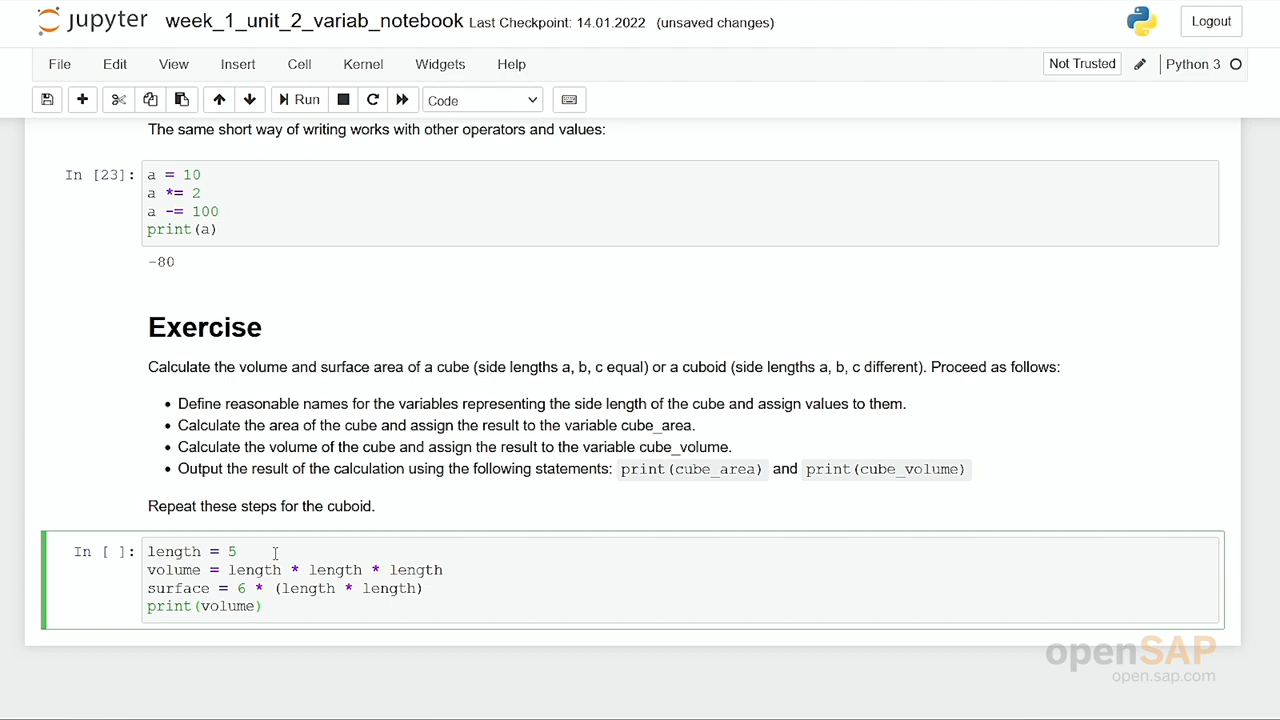 jupyter week_1_unit_2_variab_notebook Last Checkpoint: 14.01.2022 (unsaved changes) Logout
File Edit View Insert Cell Kernel Widgets Help Not Trusted Python 3
Run Code
The same short way of writing works with other operators and values:
In [23]: a = 10
a *= 2
a -= 100
print(a)
-80
Exercise
Calculate the volume and surface area of a cube (side lengths a, b, c equal) or a cuboid (side lengths a, b, c different). Proceed as follows:
• Define reasonable names for the variables representing the side length of the cube and assign values to them.
• Calculate the area of the cube and assign the result to the variable cube_area.
• Calculate the volume of the cube and assign the result to the variable cube_volume.
• Output the result of the calculation using the following statements: print(cube_area) and print(cube_volume)
Repeat these steps for the cuboid.
In [ ]: length = 5
volume = length * length * length
surface = 6 * (length * length)
print(volume)
openSAP
open.sap.com